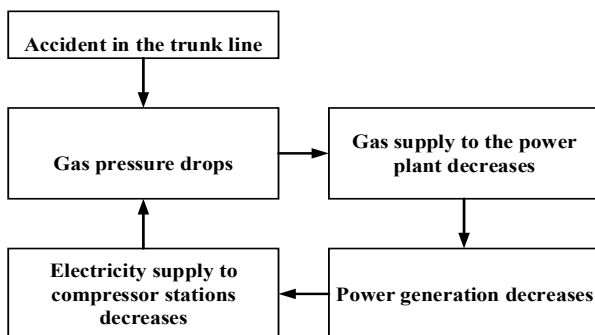 Accident in the trunk line
Gas pressure drops
Gas supply to the power
plant decreases
Electricity supply to
compressor stations
decreases
Power generation decreases